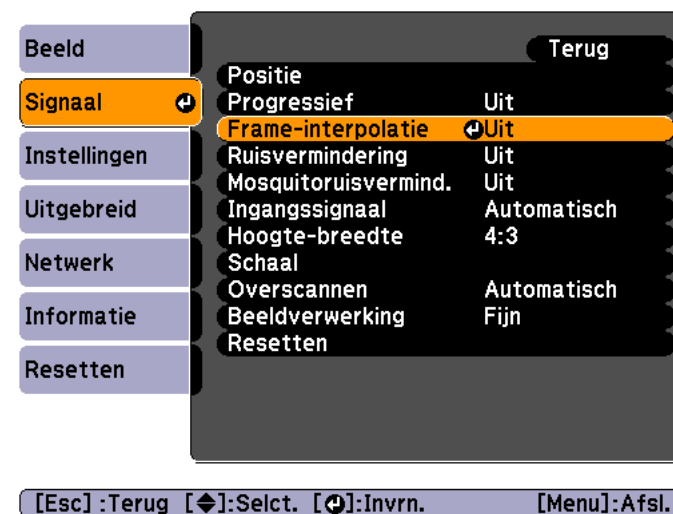 Beeld
Signaal
Instellingen
Uitgebreid
Netwerk
Informatie
Resetten
Terug
Positie
Progressief Uit
Frame-interpolatie Uit
Ruisvermindering Uit
Mosquitoruisvermind. Uit
Ingangssignaal Automatisch
Hoogte-breedte 4:3
Schaal
Overscannen Automatisch
Beeldverwerking Fijn
Resetten
[Esc] :Terug [◆]:Selct. [⏎]:Invrn. [Menu]:Afsl.